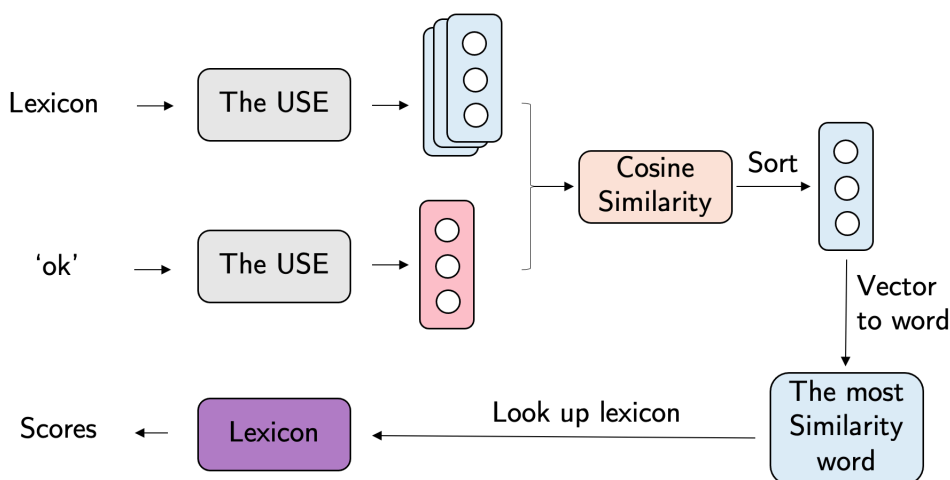 Lexicon
The USE
Cosine
Similarity
Sort
'ok'
The USE
Vector
to word
Scores
Lexicon
Look up lexicon
The most
Similarity
word